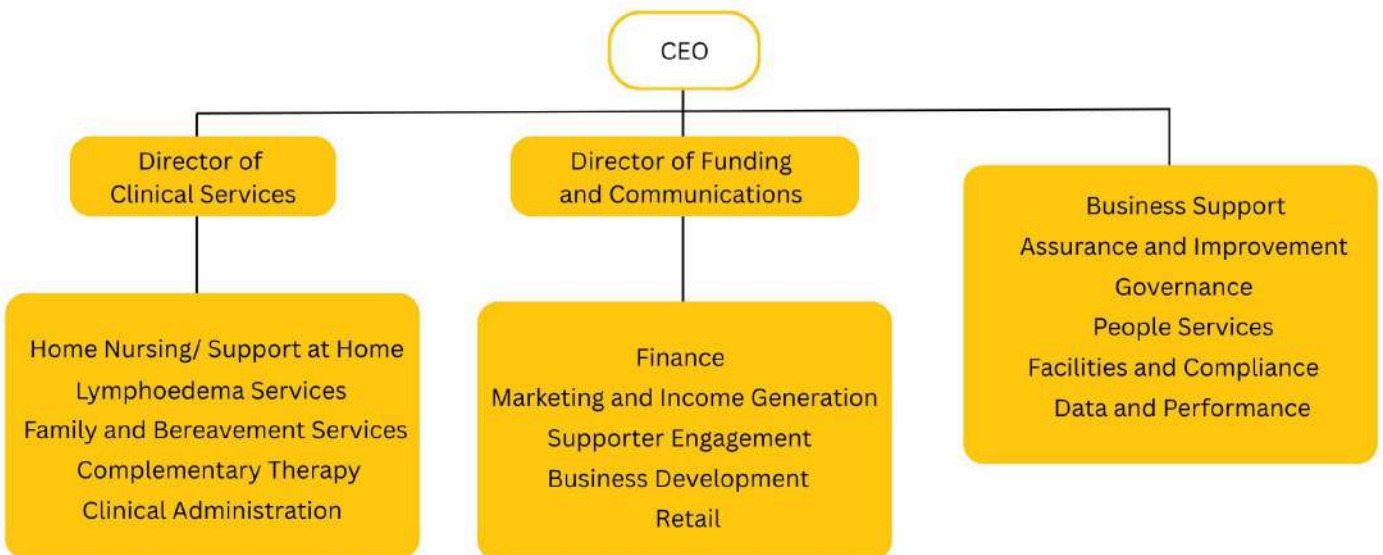 CEO
Director of
Clinical Services
Director of Funding
and Communications
Business Support
Assurance and Improvement
Governance
People Services
Facilities and Compliance
Data and Performance
Home Nursing/ Support at Home
Lymphoedema Services
Family and Bereavement Services
Complementary Therapy
Clinical Administration
Finance
Marketing and Income Generation
Supporter Engagement
Business Development
Retail